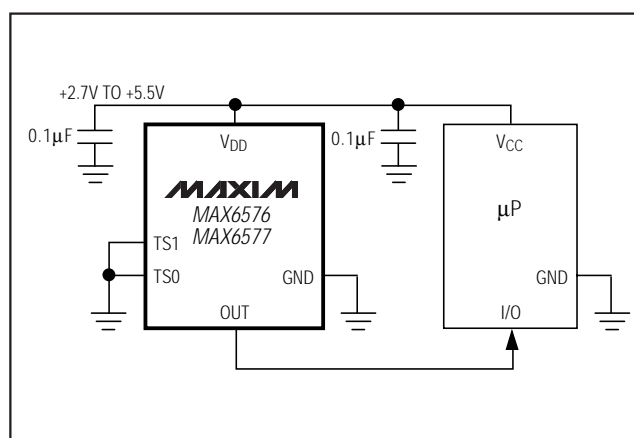 +2.7V TO +5.5V
0.1μF
VDD
0.1μF
VCC
MAXIM
MAX6576
MAX6577
μP
TS1
TS0
GND
GND
OUT
I/O